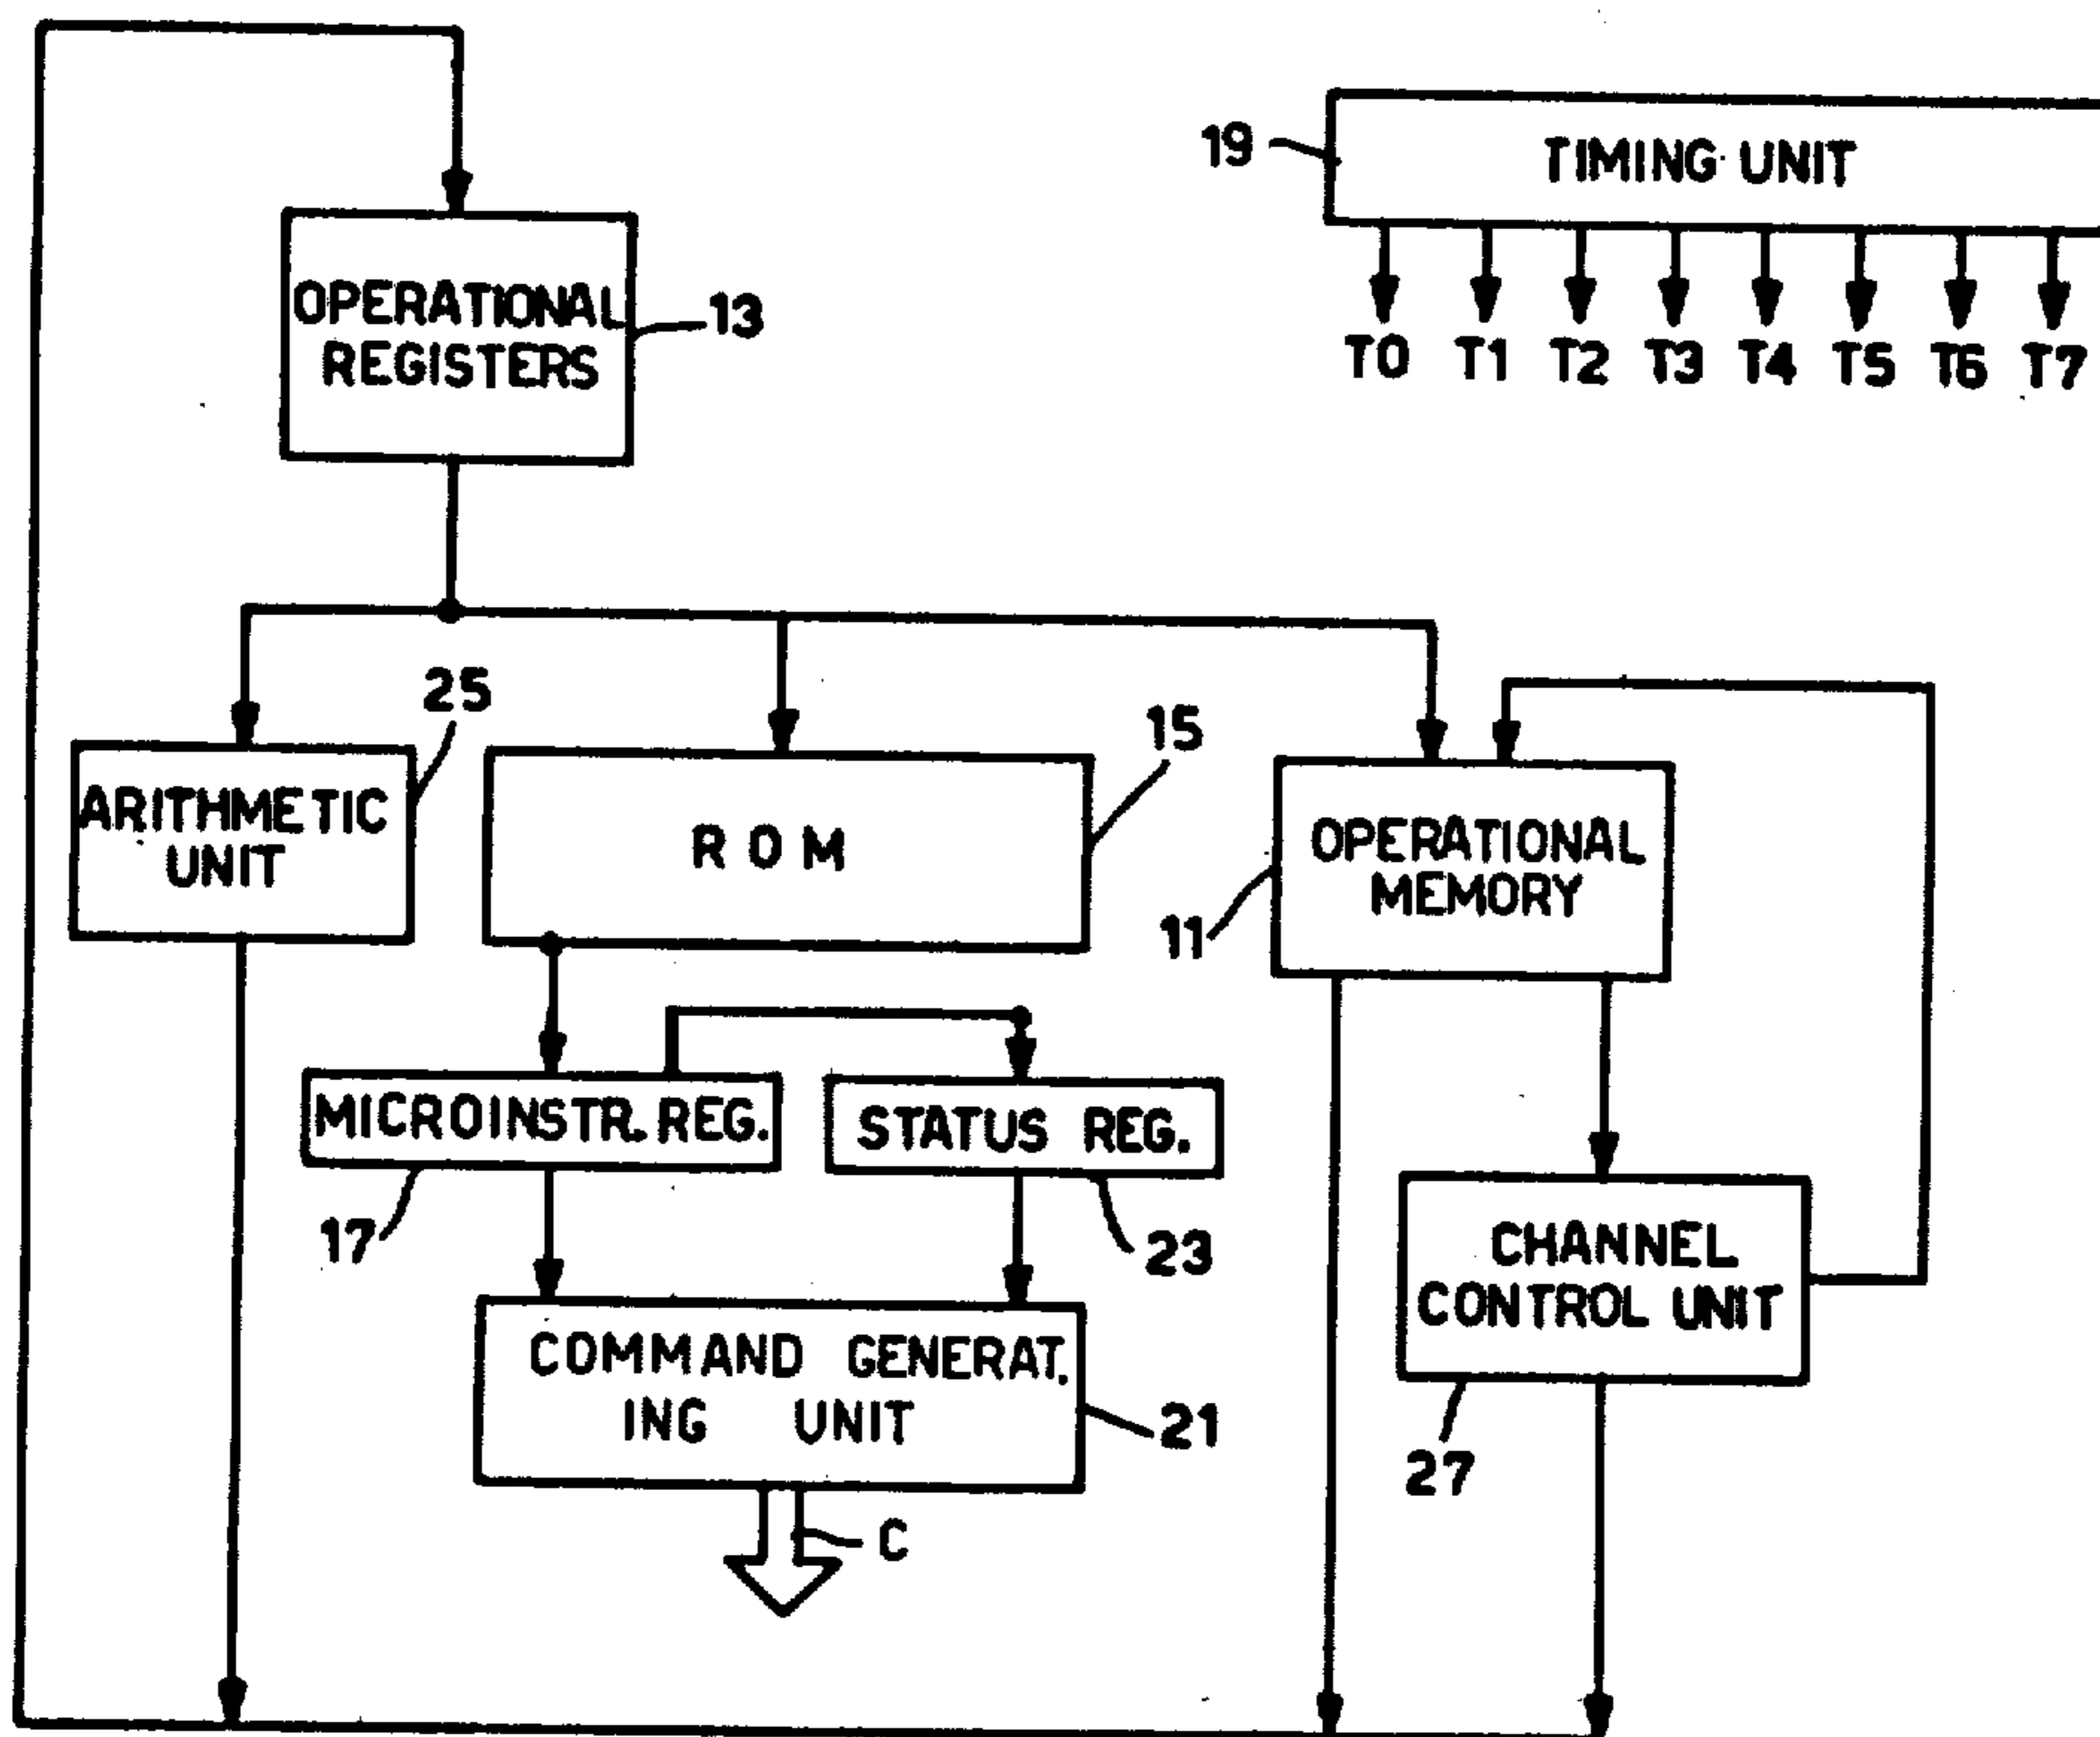 19
TIMING UNIT
OPERATIONAL
REGISTERS
13
T0 T1 T2 T3 T4 T5 T6 T7
25
15
ARITHMETIC
UNIT
ROM
OPERATIONAL
MEMORY
11
MICROINSTR. REG.
STATUS REG.
17
23
CHANNEL
CONTROL UNIT
COMMAND GENERAT.
ING UNIT
21
27
C